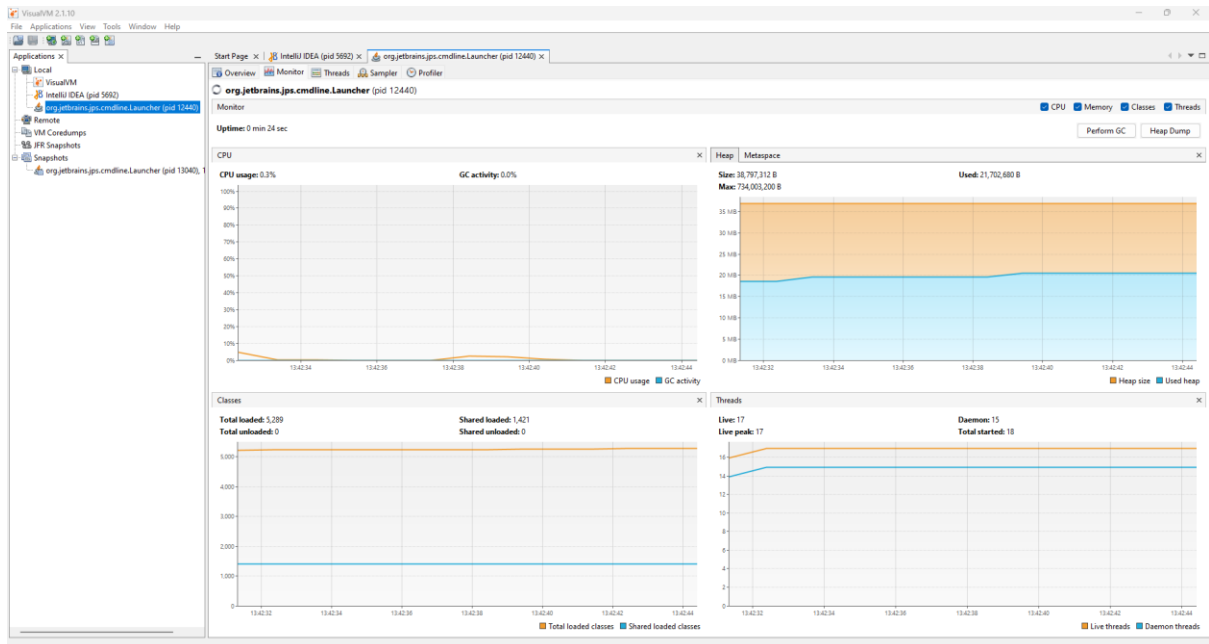 VisualVM 2.1.10
File Applications View Tools Window Help
Applications ×
Local
VisualVM
IntelliJ IDEA (pid 5692)
org.jetbrains.jps.cmdline.Launcher (pid 12440)
Remote
VM Coredumps
JFR Snapshots
Snapshots
org.jetbrains.jps.cmdline.Launcher (pid 13040), 1
Start Page × IntelliJ IDEA (pid 5692) × org.jetbrains.jps.cmdline.Launcher (pid 12440) ×
Overview Monitor Threads Sampler Profiler
org.jetbrains.jps.cmdline.Launcher (pid 12440)
Monitor CPU Memory Classes Threads
Uptime: 0 min 24 sec Perform GC Heap Dump
CPU ×
CPU usage: 0.3% GC activity: 0.0%
100%
90%
80%
70%
60%
50%
40%
30%
20%
10%
0%
13:42:34 13:42:36 13:42:38 13:42:40 13:42:42 13:42:44
CPU usage GC activity
Heap Metaspace ×
Size: 38,797,312 B Used: 21,702,680 B
Max: 734,003,200 B
35 MB
30 MB
25 MB
20 MB
15 MB
10 MB
5 MB
0 MB
13:42:32 13:42:34 13:42:36 13:42:38 13:42:40 13:42:42 13:42:44
Heap size Used heap
Classes ×
Total loaded: 5,289 Shared loaded: 1,421
Total unloaded: 0 Shared unloaded: 0
5,000
4,000
3,000
2,000
1,000
0
13:42:32 13:42:34 13:42:36 13:42:38 13:42:40 13:42:42 13:42:44
Total loaded classes Shared loaded classes
Threads ×
Live: 17 Daemon: 15
Live peak: 17 Total started: 18
16
14
12
10
8
6
4
2
0
13:42:32 13:42:34 13:42:36 13:42:38 13:42:40 13:42:42 13:42:44
Live threads Daemon threads